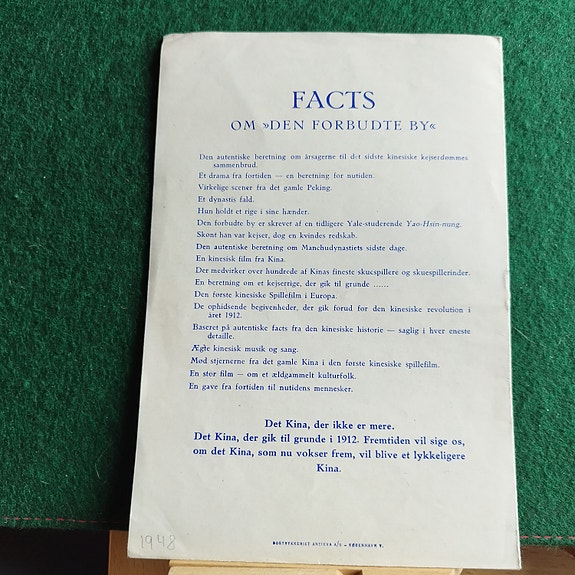 FACTS
OM »DEN FORBUDTE BY«
Den autentiske beretning om årsagerne til det sidste kinesiske kejserdømmes
sammenbrud.
Et drama fra fortiden — en beretning for nutiden.
Virkelige scener fra det gamle Peking.
Et dynastis fald.
Hun holdt et rige i sine hænder.
Den forbudte by er skrevet af en tidligere Yale-studerende Yao-Hsin-nung.
Skønt han var kejser, dog en kvindes redskab.
Den autentiske beretning om Manchudynastiets sidste dage.
En kinesisk film fra Kina.
Der medvirker over hundrede af Kinas fineste skuespillere og skuespillerinder.
En beretning om et kejserrige, der gik til grunde ......
Den første kinesiske Spillefilm i Europa.
De ophidsende begivenheder, der gik forud for den kinesiske revolution i
året 1912.
Baseret på autentiske facts fra den kinesiske historie — saglig i hver eneste
detaille.
Ægte kinesisk musik og sang.
Mød stjernerne fra det gamle Kina i den første kinesiske spillefilm.
En stor film — om et ældgammelt kulturfolk.
En gave fra fortiden til nutidens mennesker.
Det Kina, der ikke er mere.
Det Kina, der gik til grunde i 1912. Fremtiden vil sige os,
om det Kina, som nu vokser frem, vil blive et lykkeligere
Kina.
1948
A/S — KØBENHAVN V.